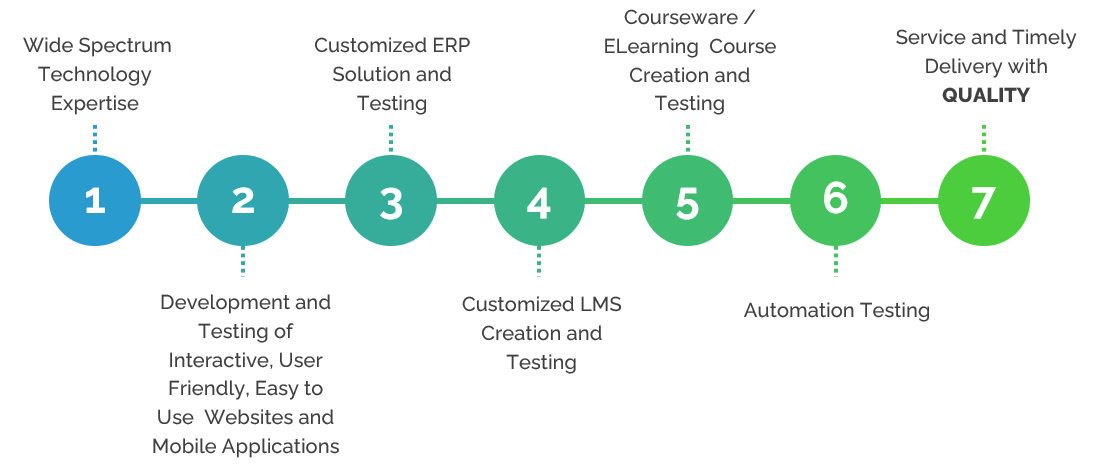 Wide Spectrum
Technology
Expertise
1
2
Development and
Testing of
Interactive, User
Friendly, Easy to
Use Websites and
Mobile Applications
Customized ERP
Solution and
Testing
3
4
Customized LMS
Creation and
Testing
Courseware /
ELearning Course
Creation and
Testing
5
6
Automation Testing
Service and Timely
Delivery with
QUALITY
7